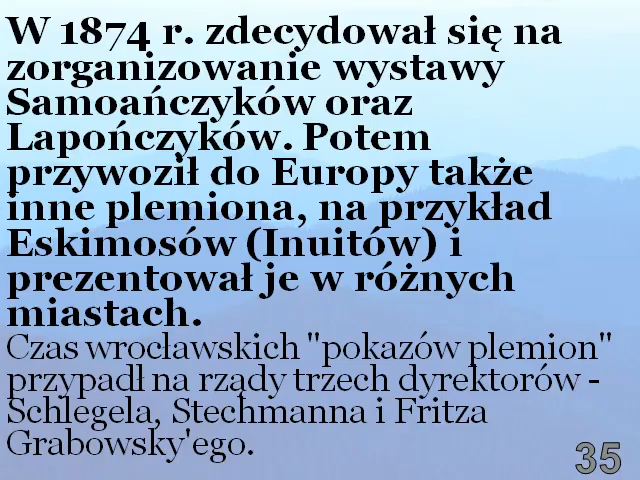 W 1874 r. zdecydował się na
zorganizowanie wystawy
Samoańczyków oraz
Lapończyków. Potem
przywoził do Europy także
inne plemiona, na przykład
Eskimosów (Inuitów) i
prezentował je w różnych
miastach.
Czas wrocławskich "pokazów plemion"
przypadł na rządy trzech dyrektorów -
Schlegela, Stechmanna i Fritza
Grabowsky'ego.
35